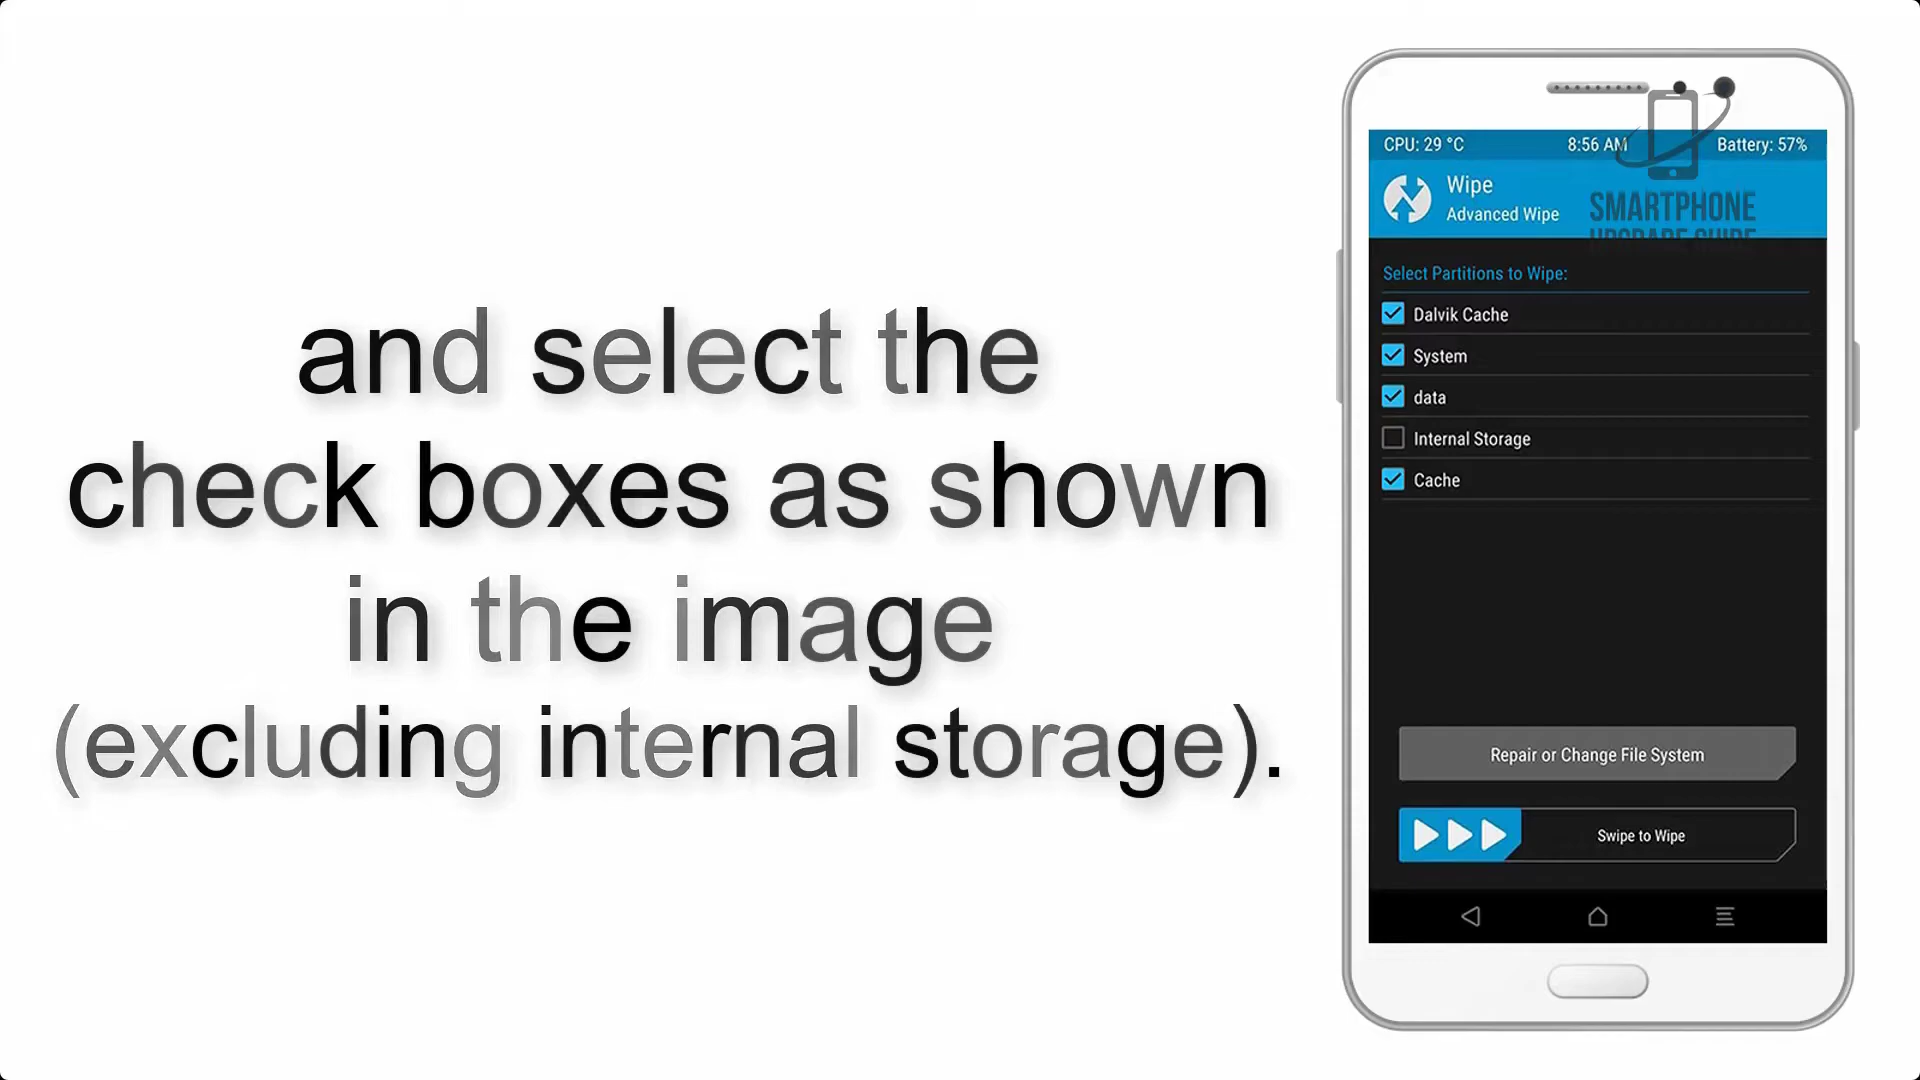 and select the
check boxes as shown
in the image
(excluding internal storage).
CPU: 29 °C 8:56 AM Battery: 57%
Wipe
Advanced Wipe
SMARTPHONE
UPGRADE GUIDE
Select Partitions to Wipe:
Dalvik Cache
System
data
Internal Storage
Cache
Repair or Change File System
Swipe to Wipe